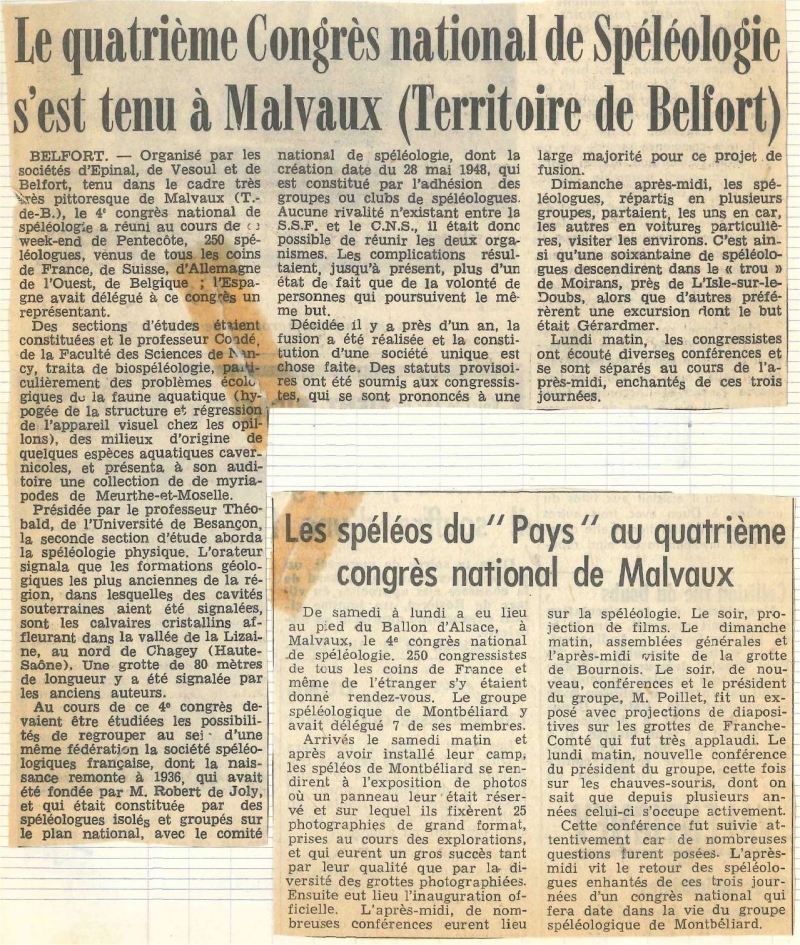 Le quatrième Congrès national de Spéléologie
s'est tenu à Malvaux (Territoire de Belfort)
BELFORT. — Organisé par les
sociétés d'Epinal, de Vesoul et de
Belfort, tenu dans le cadre très
très pittoresque de Malvaux (T.-
de-B.), le 4e congrès national de
spéléologie a réuni au cours de
week-end de Pentecôte, 250 spé-
léologues, venus de tous les coins
de France, de Suisse, d'Allemagne
de l'Ouest, de Belgique ; l'Espa-
gne avait délégué à ce congrès un
représentant.
Des sections d'études étaient
constituées et le professeur Condé,
de la Faculté des Sciences de Nan-
cy, traita de biospéléologie, parti-
culièrement des problèmes écolo-
giques de la faune aquatique (hy-
pogée de la structure et régression
de l'appareil visuel chez les opil-
lons), des milieux d'origine de
quelques espèces aquatiques caver-
nicoles, et présenta à son audi-
toire une collection de de myria-
podes de Meurthe-et-Moselle.
Présidée par le professeur Théo-
bald, de l'Université de Besançon,
la seconde section d'étude aborda
la spéléologie physique. L'orateur
signala que les formations géolo-
giques les plus anciennes de la ré-
gion, dans lesquelles des cavités
souterraines aient été signalées,
sont les calvaires cristallins af-
fleurant dans la vallée de la Lizai-
ne, au nord de Chagey (Haute-
Saône). Une grotte de 80 mètres
de longueur y a été signalée par
les anciens auteurs.
Au cours de ce 4e congrès de-
vaient être étudiées les possibili-
tés de regrouper au sei d'une
même fédération la société spéléo-
logiques française, dont la nais-
sance remonte à 1936, qui avait
été fondée par M. Robert de Joly,
et qui était constituée par des
spéléologues isolés et groupés sur
le plan national, avec le comité
national de spéléologie, dont la
création date du 28 mai 1948, qui
est constitué par l'adhésion des
groupes ou clubs de spéléologues.
Aucune rivalité n'existant entre la
S.S.F. et le C.N.S., il était donc
possible de réunir les deux orga-
nismes. Les complications résul-
taient, jusqu'à présent, plus d'un
état de fait que de la volonté de
personnes qui poursuivent le mê-
me but.
Décidée il y a près d'un an, la
fusion a été réalisée et la consti-
tution d'une société unique est
chose faite. Des statuts provisoi-
res ont été soumis aux congressis-
tes, qui se sont prononcés à une
large majorité pour ce projet de
fusion.
Dimanche après-midi, les spé-
léologues, répartis en plusieurs
groupes, partaient, les uns en car,
les autres en voitures particuliè-
res, visiter les environs. C'est ain-
si qu'une soixantaine de spéléolo-
gues descendirent dans le « trou »
de Moirans, près de L'Isle-sur-le-
Doubs, alors que d'autres préfé-
rèrent une excursion dont le but
était Gérardmer.
Lundi matin, les congressistes
ont écouté diverses conférences et
se sont séparés au cours de l'a-
près-midi, enchantés de ces trois
journées.
Les spéléos du "Pays" au quatrième
congrès national de Malvaux
De samedi à lundi a eu lieu
au pied du Ballon d'Alsace, à
Malvaux, le 4e congrès national
de spéléologie. 250 congressistes
de tous les coins de France et
même de l'étranger s'y étaient
donné rendez-vous. Le groupe
spéléologique de Montbéliard y
avait délégué 7 de ses membres.
Arrivés le samedi matin et
après avoir installé leur camp,
les spéléos de Montbéliard se ren-
dirent à l'exposition de photos
où un panneau leur était réser-
vé et sur lequel ils fixèrent 25
photographies de grand format,
prises au cours des explorations,
et qui eurent un gros succès tant
par leur qualité que par la di-
versité des grottes photographiées.
Ensuite eut lieu l'inauguration of-
ficielle. L'après-midi, de nom-
breuses conférences eurent lieu
sur la spéléologie. Le soir, pro-
jection de films. Le dimanche
matin, assemblées générales et
l'après-midi visite de la grotte
de Bournois. Le soir, de nou-
veau, conférences et le président
du groupe, M. Poillet, fit un ex-
posé avec projections de diaposi-
tives sur les grottes de Franche-
Comté qui fut très applaudi. Le
lundi matin, nouvelle conférence
du président du groupe, cette fois
sur les chauves-souris, dont on
sait que depuis plusieurs an-
nées celui-ci s'occupe activement.
Cette conférence fut suivie at-
tentivement car de nombreuses
questions furent posées. L'après-
midi vit le retour des spéléolo-
gues enhantés de ces trois jour-
nées d'un congrès national qui
fera date dans la vie du groupe
spéléologique de Montbéliard.